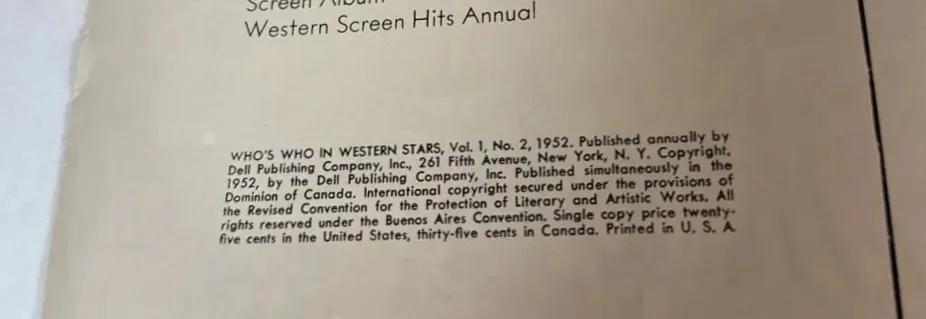 Screen Album
Western Screen Hits Annual
WHO'S WHO IN WESTERN STARS, Vol. 1, No. 2, 1952. Published annually by
Dell Publishing Company, Inc., 261 Fifth Avenue, New York, N. Y. Copyright,
1952, by the Dell Publishing Company, Inc. Published simultaneously in the
Dominion of Canada. International copyright secured under the provisions of
the Revised Convention for the Protection of Literary and Artistic Works. All
rights reserved under the Buenos Aires Convention. Single copy price twenty-
five cents in the United States, thirty-five cents in Canada. Printed in U. S. A.